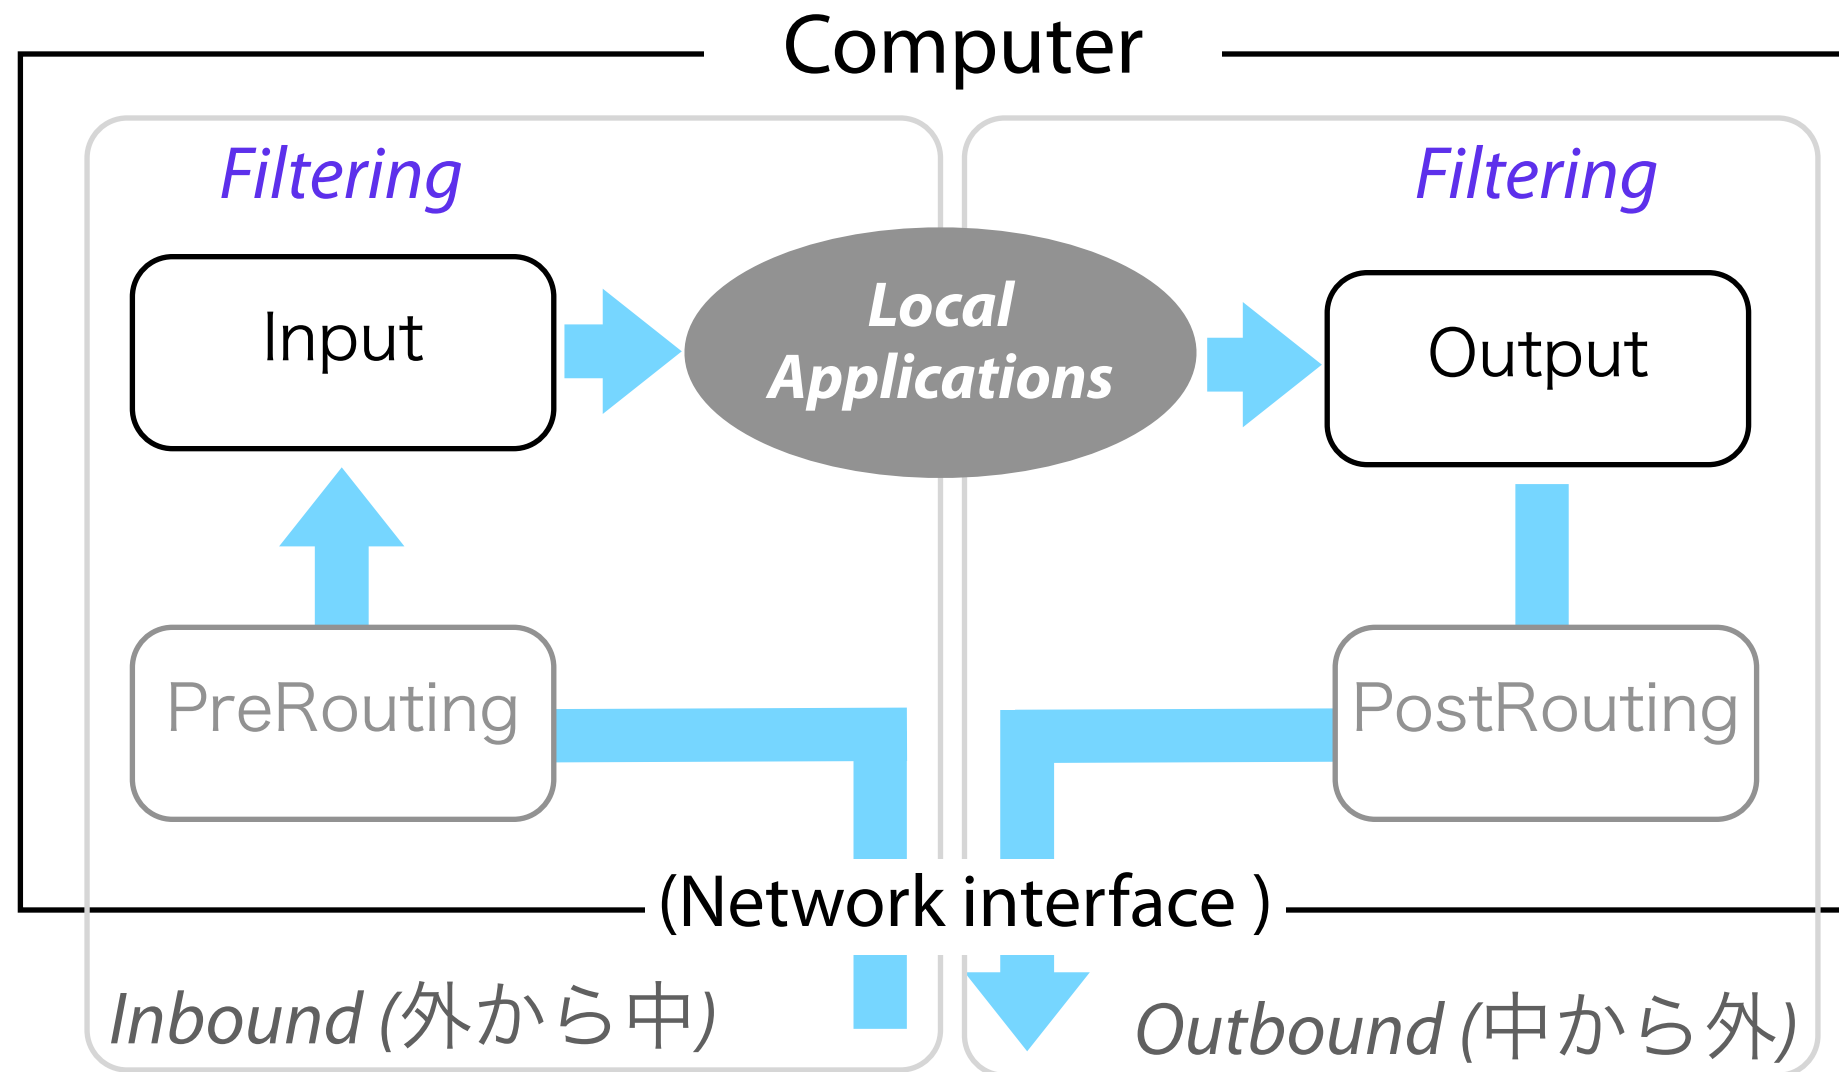 Computer
Filtering
Filtering
Input
Local
Applications
Output
PreRouting
PostRouting
(Network interface )
Inbound (外から中)
Outbound (中から外)